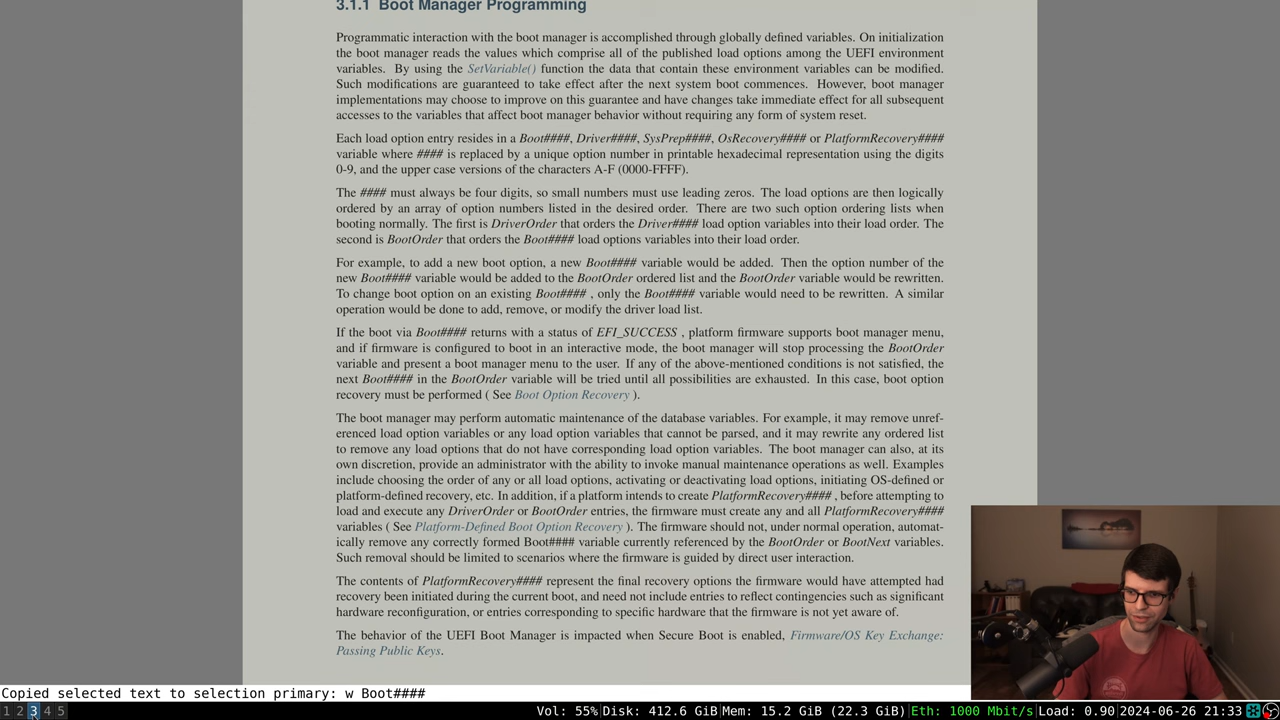 3.1.1 Boot Manager Programming
Programmatic interaction with the boot manager is accomplished through globally defined variables. On initialization
the boot manager reads the values which comprise all of the published load options among the UEFI environment
variables. By using the SetVariable() function the data that contain these environment variables can be modified.
Such modifications are guaranteed to take effect after the next system boot commences. However, boot manager
implementations may choose to improve on this guarantee and have changes take immediate effect for all subsequent
accesses to the variables that affect boot manager behavior without requiring any form of system reset.
Each load option entry resides in a Boot####, Driver####, SysPrep####, OsRecovery#### or PlatformRecovery####
variable where #### is replaced by a unique option number in printable hexadecimal representation using the digits
0-9, and the upper case versions of the characters A-F (0000-FFFF).
The #### must always be four digits, so small numbers must use leading zeros. The load options are then logically
ordered by an array of option numbers listed in the desired order. There are two such option ordering lists when
booting normally. The first is DriverOrder that orders the Driver#### load option variables into their load order. The
second is BootOrder that orders the Boot#### load options variables into their load order.
For example, to add a new boot option, a new Boot#### variable would be added. Then the option number of the
new Boot#### variable would be added to the BootOrder ordered list and the BootOrder variable would be rewritten.
To change boot option on an existing Boot#### , only the Boot#### variable would need to be rewritten. A similar
operation would be done to add, remove, or modify the driver load list.
If the boot via Boot#### returns with a status of EFI_SUCCESS , platform firmware supports boot manager menu,
and if firmware is configured to boot in an interactive mode, the boot manager will stop processing the BootOrder
variable and present a boot manager menu to the user. If any of the above-mentioned conditions is not satisfied, the
next Boot#### in the BootOrder variable will be tried until all possibilities are exhausted. In this case, boot option
recovery must be performed ( See Boot Option Recovery ).
The boot manager may perform automatic maintenance of the database variables. For example, it may remove unref-
erenced load option variables or any load option variables that cannot be parsed, and it may rewrite any ordered list
to remove any load options that do not have corresponding load option variables. The boot manager can also, at its
own discretion, provide an administrator with the ability to invoke manual maintenance operations as well. Examples
include choosing the order of any or all load options, activating or deactivating load options, initiating OS-defined or
platform-defined recovery, etc. In addition, if a platform intends to create PlatformRecovery#### , before attempting to
load and execute any DriverOrder or BootOrder entries, the firmware must create any and all PlatformRecovery####
variables ( See Platform-Defined Boot Option Recovery ). The firmware should not, under normal operation, automat-
ically remove any correctly formed Boot#### variable currently referenced by the BootOrder or BootNext variables.
Such removal should be limited to scenarios where the firmware is guided by direct user interaction.
The contents of PlatformRecovery#### represent the final recovery options the firmware would have attempted had
recovery been initiated during the current boot, and need not include entries to reflect contingencies such as significant
hardware reconfiguration, or entries corresponding to specific hardware that the firmware is not yet aware of.
The behavior of the UEFI Boot Manager is impacted when Secure Boot is enabled, Firmware/OS Key Exchange:
Passing Public Keys.
Copied selected text to selection primary: w Boot####
1 2 3 4 5 Vol: 55%|Disk: 412.6 GiB|Mem: 15.2 GiB (22.3 GiB)|Eth: 1000 Mbit/s|Load: 0.90|2024-06-26 21:33